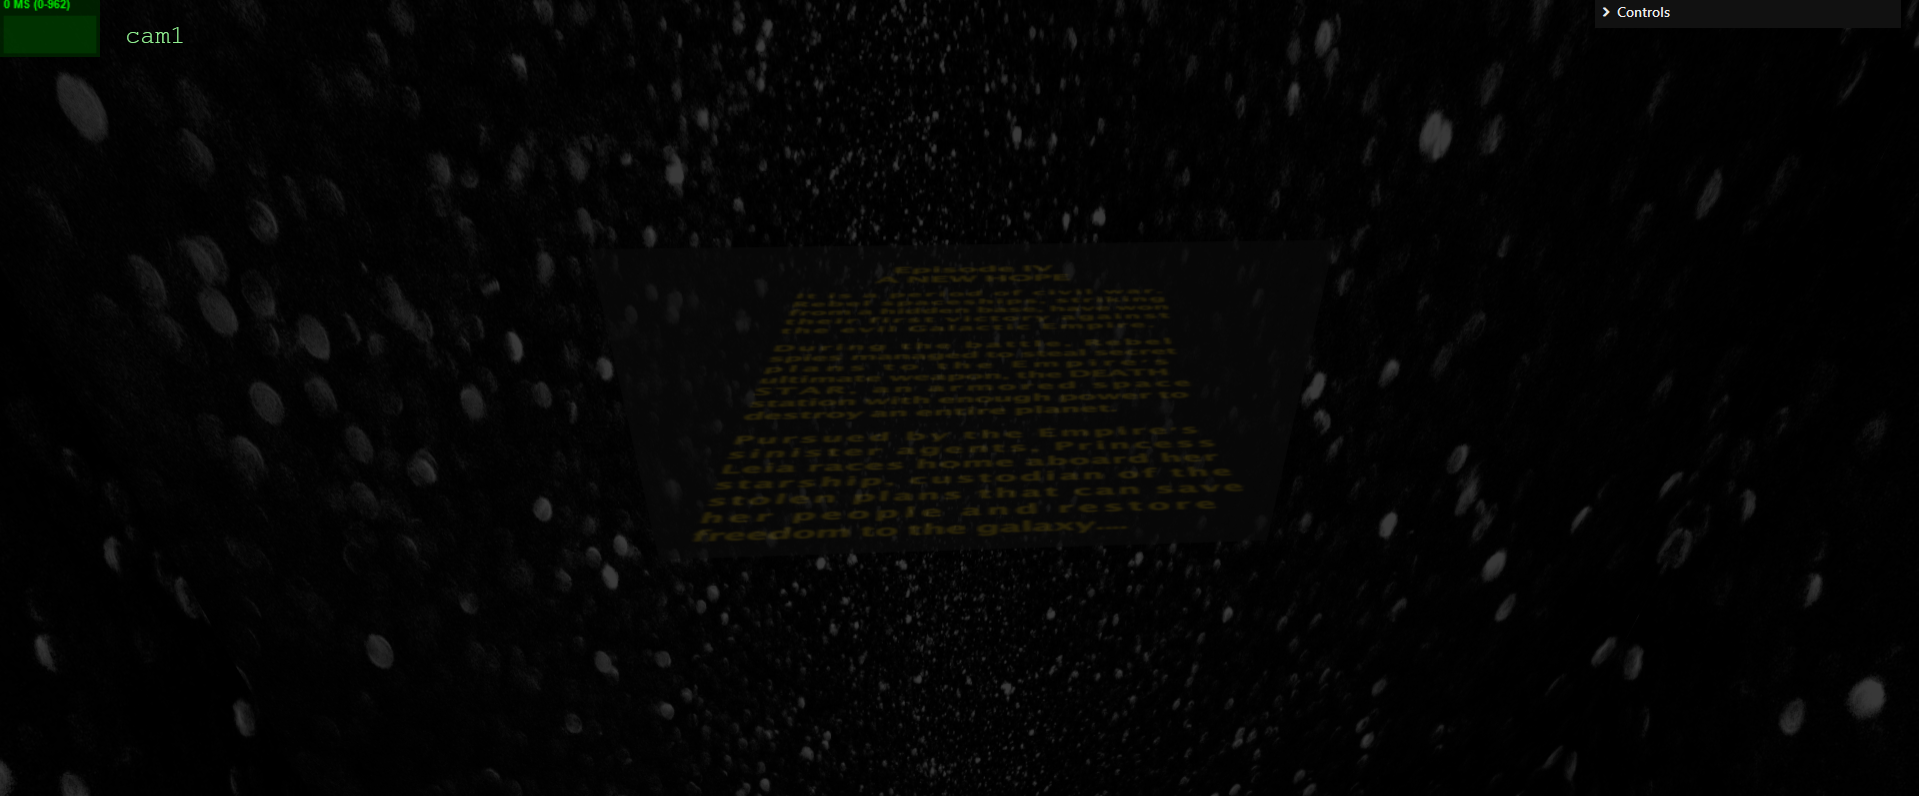 0 MS (0-962)
cam1
Controls
Episode IV
A NEW HOPE
It is a period of civil war.
Rebel spaceships, striking
from a hidden base, have won
their first victory against
the evil Galactic Empire.
During the battle, Rebel
spies managed to steal secret
plans to the Empire's
ultimate weapon, the DEATH
STAR, an armored space
station with enough power to
destroy an entire planet.
Pursued by the Empire's
sinister agents, Princess
Leia races home aboard her
starship, custodian of the
stolen plans that can save
her people and restore
freedom to the galaxy....